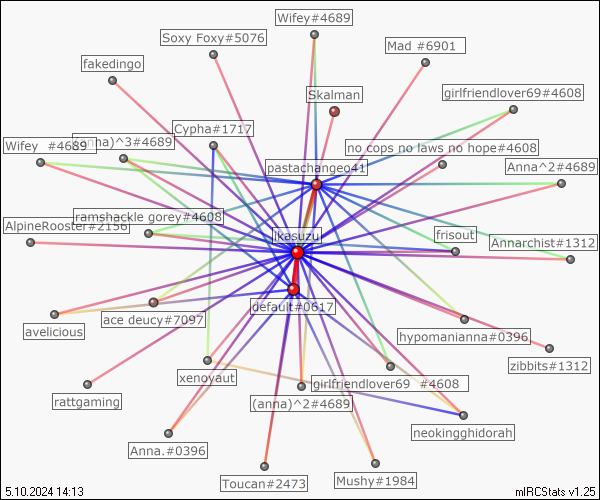 Wifey#4689
Soxy Foxy#5076
Mad #6901
fakedingo
girlfriendlover69#4608
Skalman
Cypha#1717
Wifey  #4689
nna)^3#4689
no cops no laws no hope#4608
pastachangeo41
Anna^2#4689
ramshackle gorey#4608
AlpineRooster#2156
ikasuzu
frisout
Annarchist#1312
default#0617
ace deucy#7097
avelicious
hypomanianna#0396
zibbits#1312
xenoyaut
girlfriendlover69  #4608
rattgaming
(anna)^2#4689
neokingghidorah
Anna.#0396
Toucan#2473
Mushy#1984
5.10.2024 14:13
mIRCStats v1.25